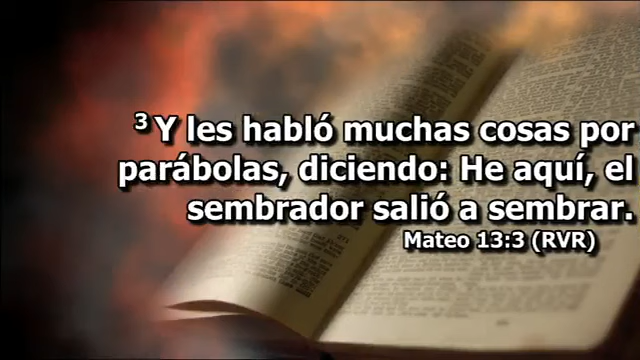 ³ Y les habló muchas cosas por
parábolas, diciendo: He aquí, el
sembrador salió a sembrar.
Mateo 13:3 (RVR)